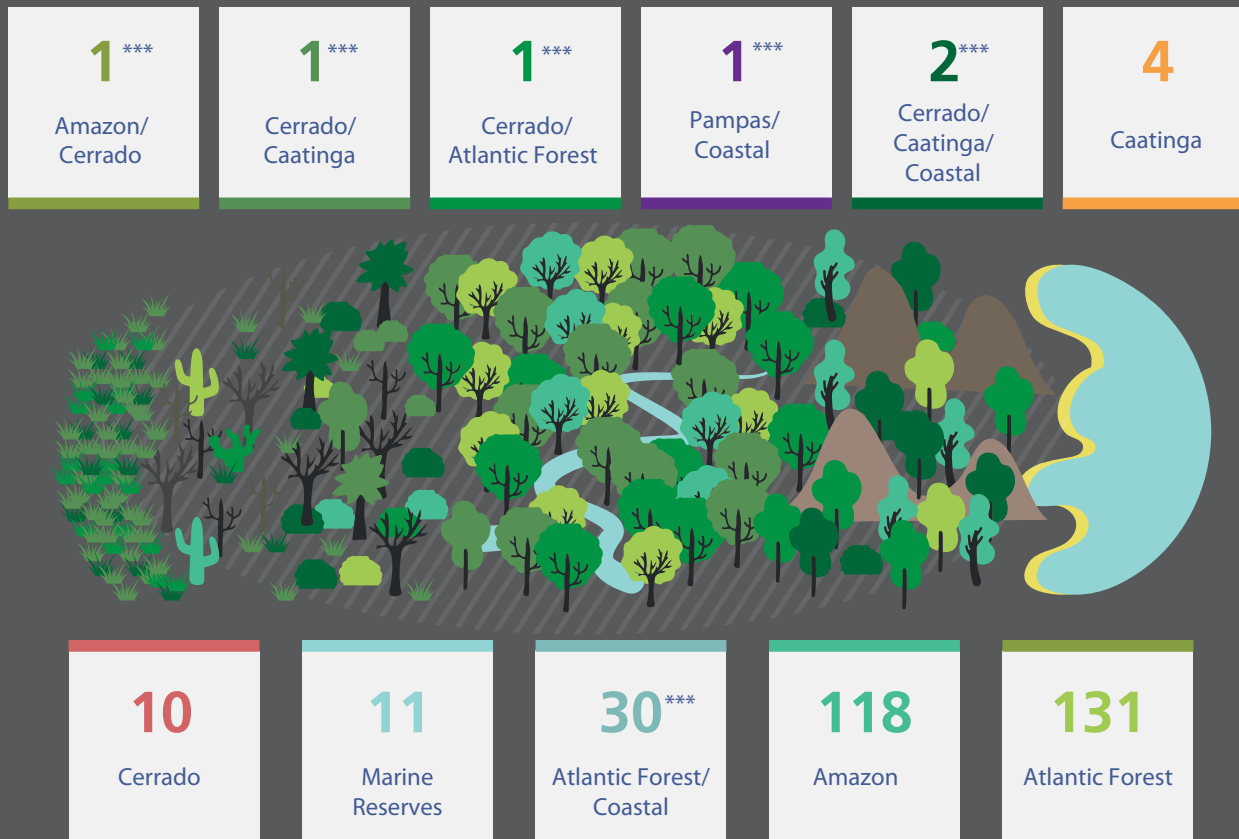 1***
Amazon/
Cerrado
1***
Cerrado/
Caatinga
1***
Cerrado/
Atlantic Forest
1***
Pampas/
Coastal
2***
Cerrado/
Caatinga/
Coastal
4
Caatinga
10
Cerrado
11
Marine
Reserves
30***
Atlantic Forest/
Coastal
118
Amazon
131
Atlantic Forest